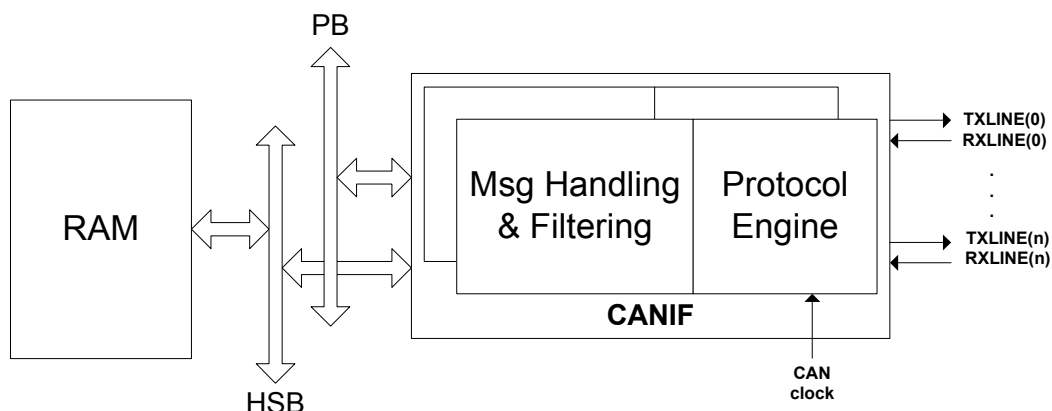 PB
RAM
Msg Handling
& Filtering
Protocol
Engine
CANIF
TXLINE(0)
RXLINE(0)
.
.
.
TXLINE(n)
RXLINE(n)
CAN
clock
HSB